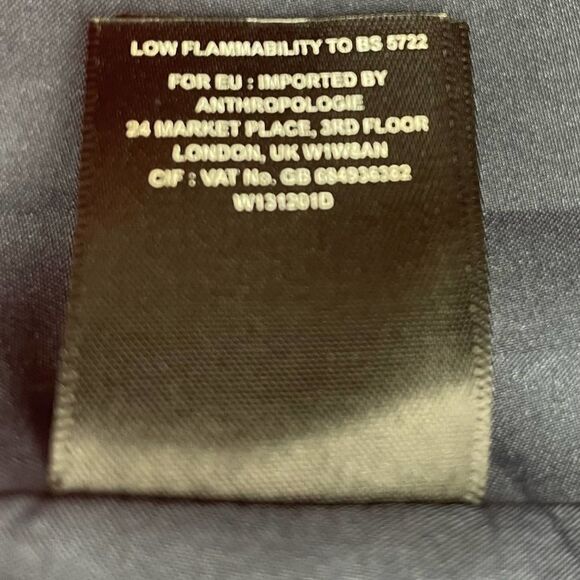 LOW FLAMMABILITY TO BS 5722
FOR EU : IMPORTED BY
ANTHROPOLOGIE
24 MARKET PLACE, 3RD FLOOR
LONDON, UK W1W8AN
CIF : VAT No. GB 684936382
W131201D